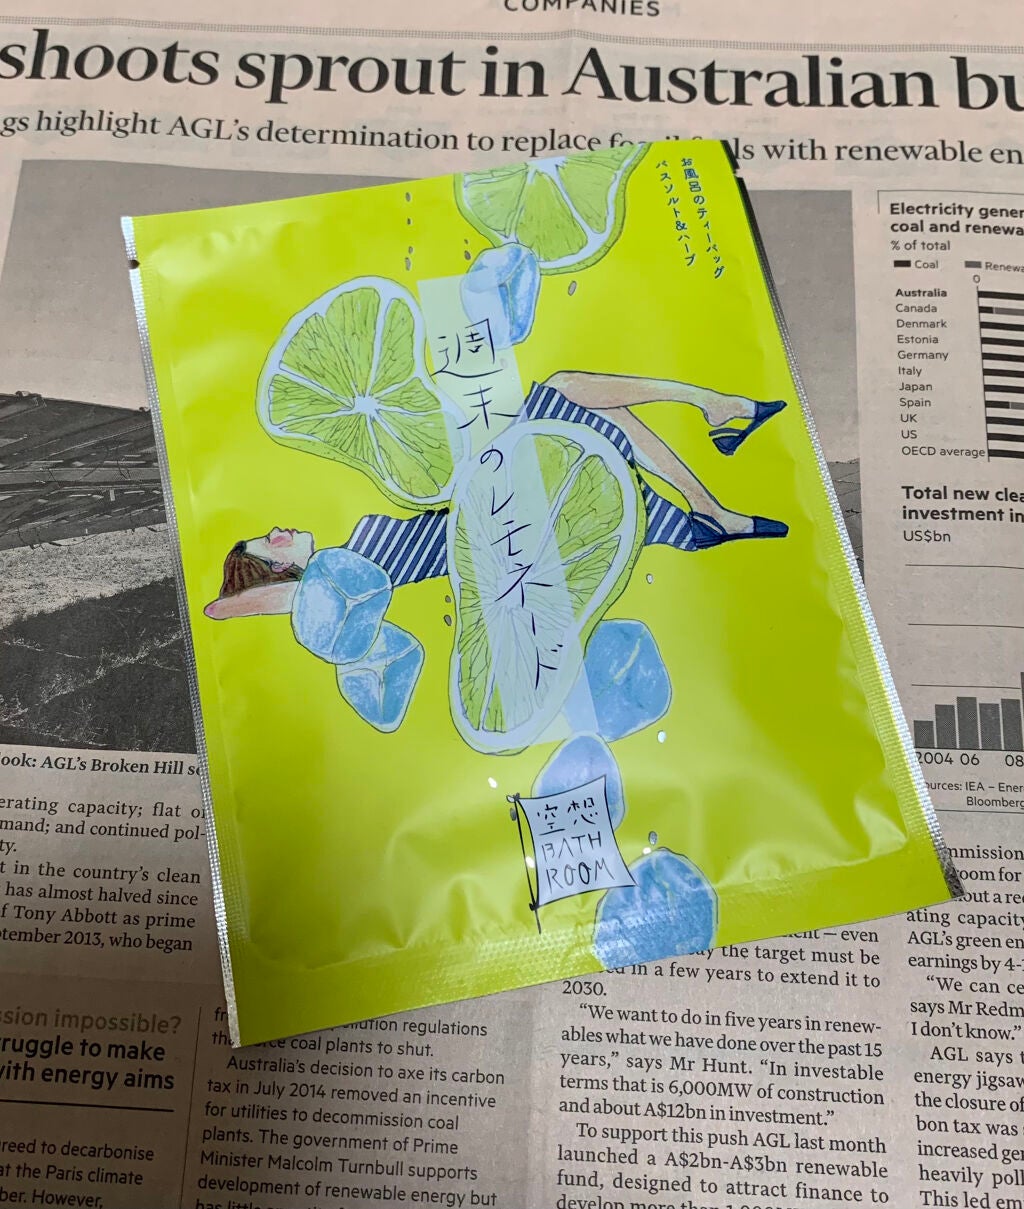 COMPANIES
shoots sprout in Australian bu
gs highlight AGL's determination to replace
ls with renewable en
Electricity gener
coal and renewa
% of total
Coal
Renewa
0
Australia
Canada
Denmark
Estonia
Germany
Italy
Japan
Spain
UK
US
OECD average
Total new clea
investment in
US$bn
2004 06 08
urces: IEA – Ener
Bloomberg
お風呂のティーバッグ
バスソルト&ハーブ
週末のレモネード
空想
BATH
ROOM
ook: AGL's Broken Hill s
erating capacity; flat o
mand; and continued pol-
ty.
t in the country's clean
has almost halved since
f Tony Abbott as prime
ptember 2013, who began
ssion impossible?
ruggle to make
with energy aims
reed to decarbonise
at the Paris climate
ber. However,
fr
lution regulations
ce coal plants to shut.
Australia's decision to axe its carbon
tax in July 2014 removed an incentive
for utilities to decommission coal
plants. The government of Prime
Minister Malcolm Turnbull supports
development of renewable energy but
— even
the target must be
in a few years to extend it to
2030.
"We want to do in five years in renew-
ables what we have done over the past 15
years," says Mr Hunt. "In investable
terms that is 6,000MW of construction
and about A$12bn in investment."
To support this push AGL last month
launched a A$2bn-A$3bn renewable
fund, designed to attract finance to
develop more than
mmission
room for
out a re
ating capacity
AGL's green en
earnings by 4-
"We can ce
says Mr Redm
I don't know."
AGL says t
energy jigsaw
the closure of
bon tax was
increased ger
heavily poll
This led em